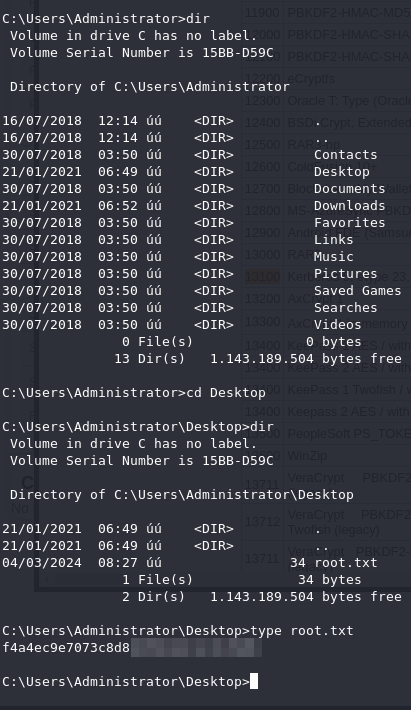 C:\Users\Administrator>dir
Volume in drive C has no label.
Volume Serial Number is 15BB-D59C
Directory of C:\Users\Administrator
16/07/2018  12:14 úú    <DIR>          .
16/07/2018  12:14 úú    <DIR>          ..
30/07/2018  03:50 úú    <DIR>          Contacts
21/01/2021  06:49 úú    <DIR>          Desktop
30/07/2018  03:50 úú    <DIR>          Documents
21/01/2021  06:52 úú    <DIR>          Downloads
30/07/2018  03:50 úú    <DIR>          Favorites
30/07/2018  03:50 úú    <DIR>          Links
30/07/2018  03:50 úú    <DIR>          Music
30/07/2018  03:50 úú    <DIR>          Pictures
30/07/2018  03:50 úú    <DIR>          Saved Games
30/07/2018  03:50 úú    <DIR>          Searches
30/07/2018  03:50 úú    <DIR>          Videos
0 File(s)              0 bytes
13 Dir(s)   1.143.189.504 bytes free
C:\Users\Administrator>cd Desktop
C:\Users\Administrator\Desktop>dir
Volume in drive C has no label.
Volume Serial Number is 15BB-D59C
Directory of C:\Users\Administrator\Desktop
21/01/2021  06:49 úú    <DIR>          .
21/01/2021  06:49 úú    <DIR>          ..
04/03/2024  08:27 úú                34 root.txt
1 File(s)             34 bytes
2 Dir(s)   1.143.189.504 bytes free
C:\Users\Administrator\Desktop>type root.txt
f4a4ec9e7073c8d8
C:\Users\Administrator\Desktop>